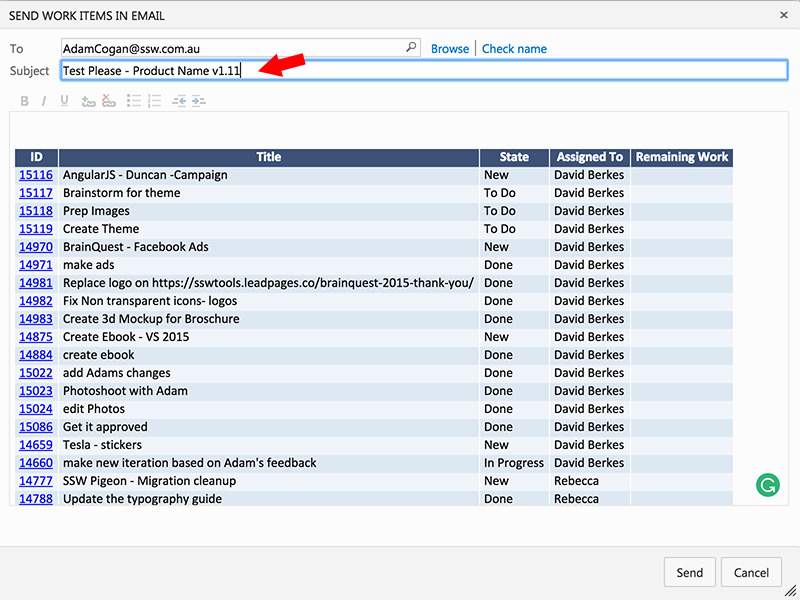 SEND WORK ITEMS IN EMAIL
To AdamCogan@ssw.com.au Browse Check name
Subject Test Please - Product Name v1.11
B I U
ID Title State Assigned To Remaining Work
15116 AngularJS - Duncan -Campaign New David Berkes
15117 Brainstorm for theme To Do David Berkes
15118 Prep Images To Do David Berkes
15119 Create Theme To Do David Berkes
14970 BrainQuest - Facebook Ads New David Berkes
14971 make ads Done David Berkes
14981 Replace logo on https://sswtools.leadpages.co/brainquest-2015-thank-you/ Done David Berkes
14982 Fix Non transparent icons- logos Done David Berkes
14983 Create 3d Mockup for Broschure Done David Berkes
14875 Create Ebook - VS 2015 New David Berkes
14884 create ebook Done David Berkes
15022 add Adams changes Done David Berkes
15023 Photoshoot with Adam Done David Berkes
15024 edit Photos Done David Berkes
15086 Get it approved Done David Berkes
14659 Tesla - stickers New David Berkes
14660 make new iteration based on Adam's feedback In Progress David Berkes
14777 SSW Pigeon - Migration cleanup New Rebecca
14788 Update the typography guide Done Rebecca
Send Cancel